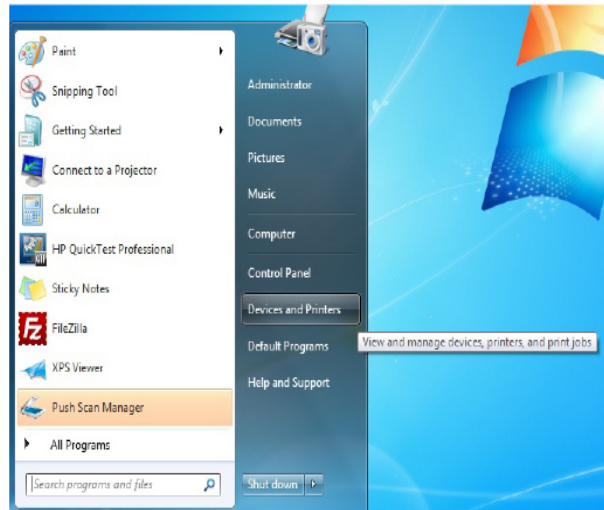 Paint
Snipping Tool
Getting Started
Connect to a Projector
Calculator
HP QuickTest Professional
Sticky Notes
FileZilla
XPS Viewer
Push Scan Manager
All Programs
Search programs and files
Administrator
Documents
Pictures
Music
Computer
Control Panel
Devices and Printers
Default Programs
Help and Support
Shut down
View and manage devices, printers, and print jobs